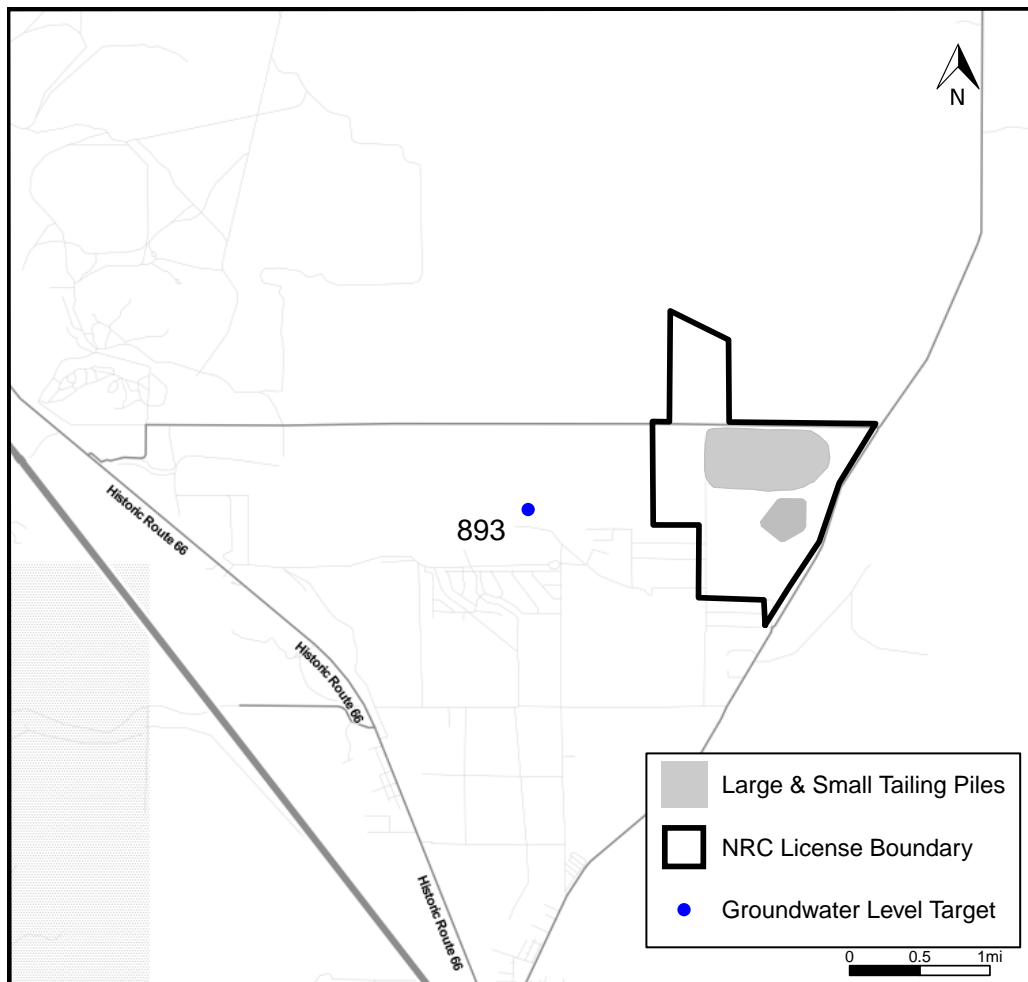 N
893
Historic Route 66
Historic Route 66
Historic Route 66
Large & Small Tailing Piles
NRC License Boundary
Groundwater Level Target
0 0.5 1mi